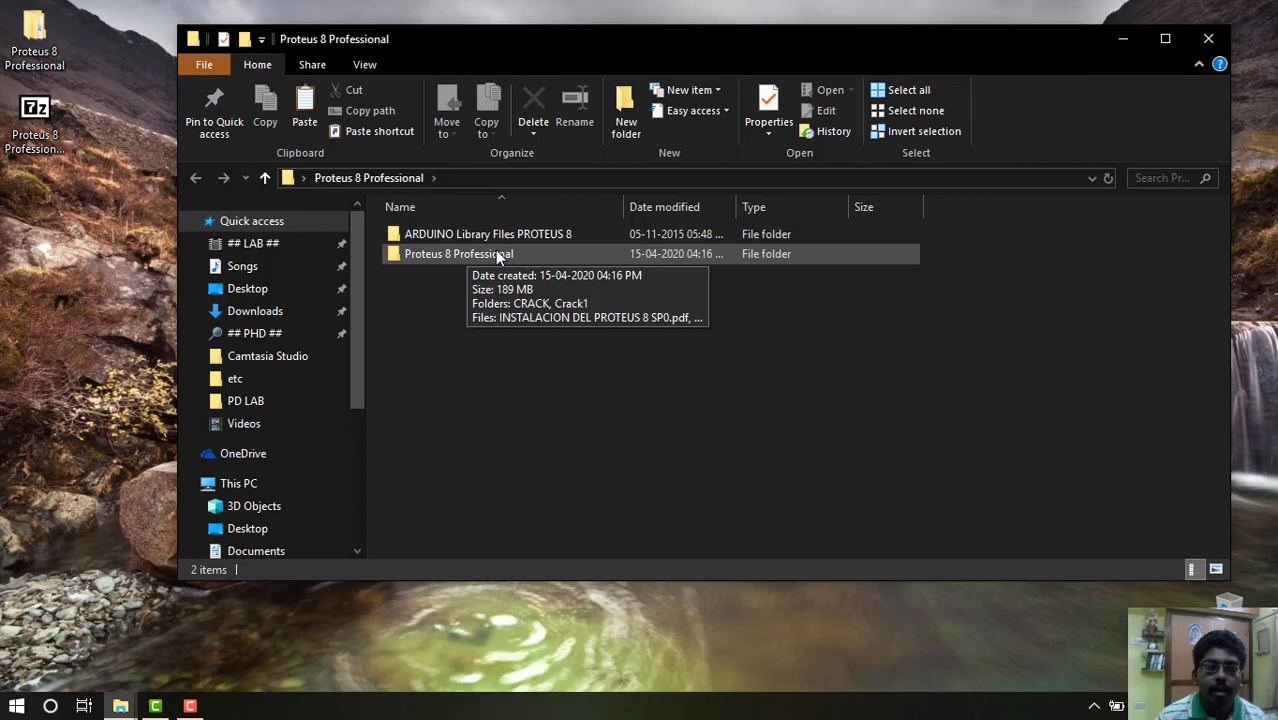 Proteus 8
Professional
Proteus 8
Profession...
7z
Proteus 8 Professional
File Home Share View
Pin to Quick
access
Copy
Paste
Cut
Copy path
Paste shortcut
Clipboard
Move
to
Copy
to
Delete
Rename
Organize
New
folder
New item
Easy access
New
Properties
Open
Edit
History
Open
Select all
Select none
Invert selection
Select
Proteus 8 Professional
Search Pr...
Quick access
## LAB ##
Songs
Desktop
Downloads
## PHD ##
Camtasia Studio
etc
PD LAB
Videos
OneDrive
This PC
3D Objects
Desktop
Documents
Name Date modified Type Size
ARDUINO Library FIles PROTEUS 8 05-11-2015 05:48 ... File folder
Proteus 8 Professional 15-04-2020 04:16 ... File folder
Date created: 15-04-2020 04:16 PM
Size: 189 MB
Folders: CRACK, Crack1
Files: INSTALACION DEL PROTEUS 8 SP0.pdf, ...
2 items